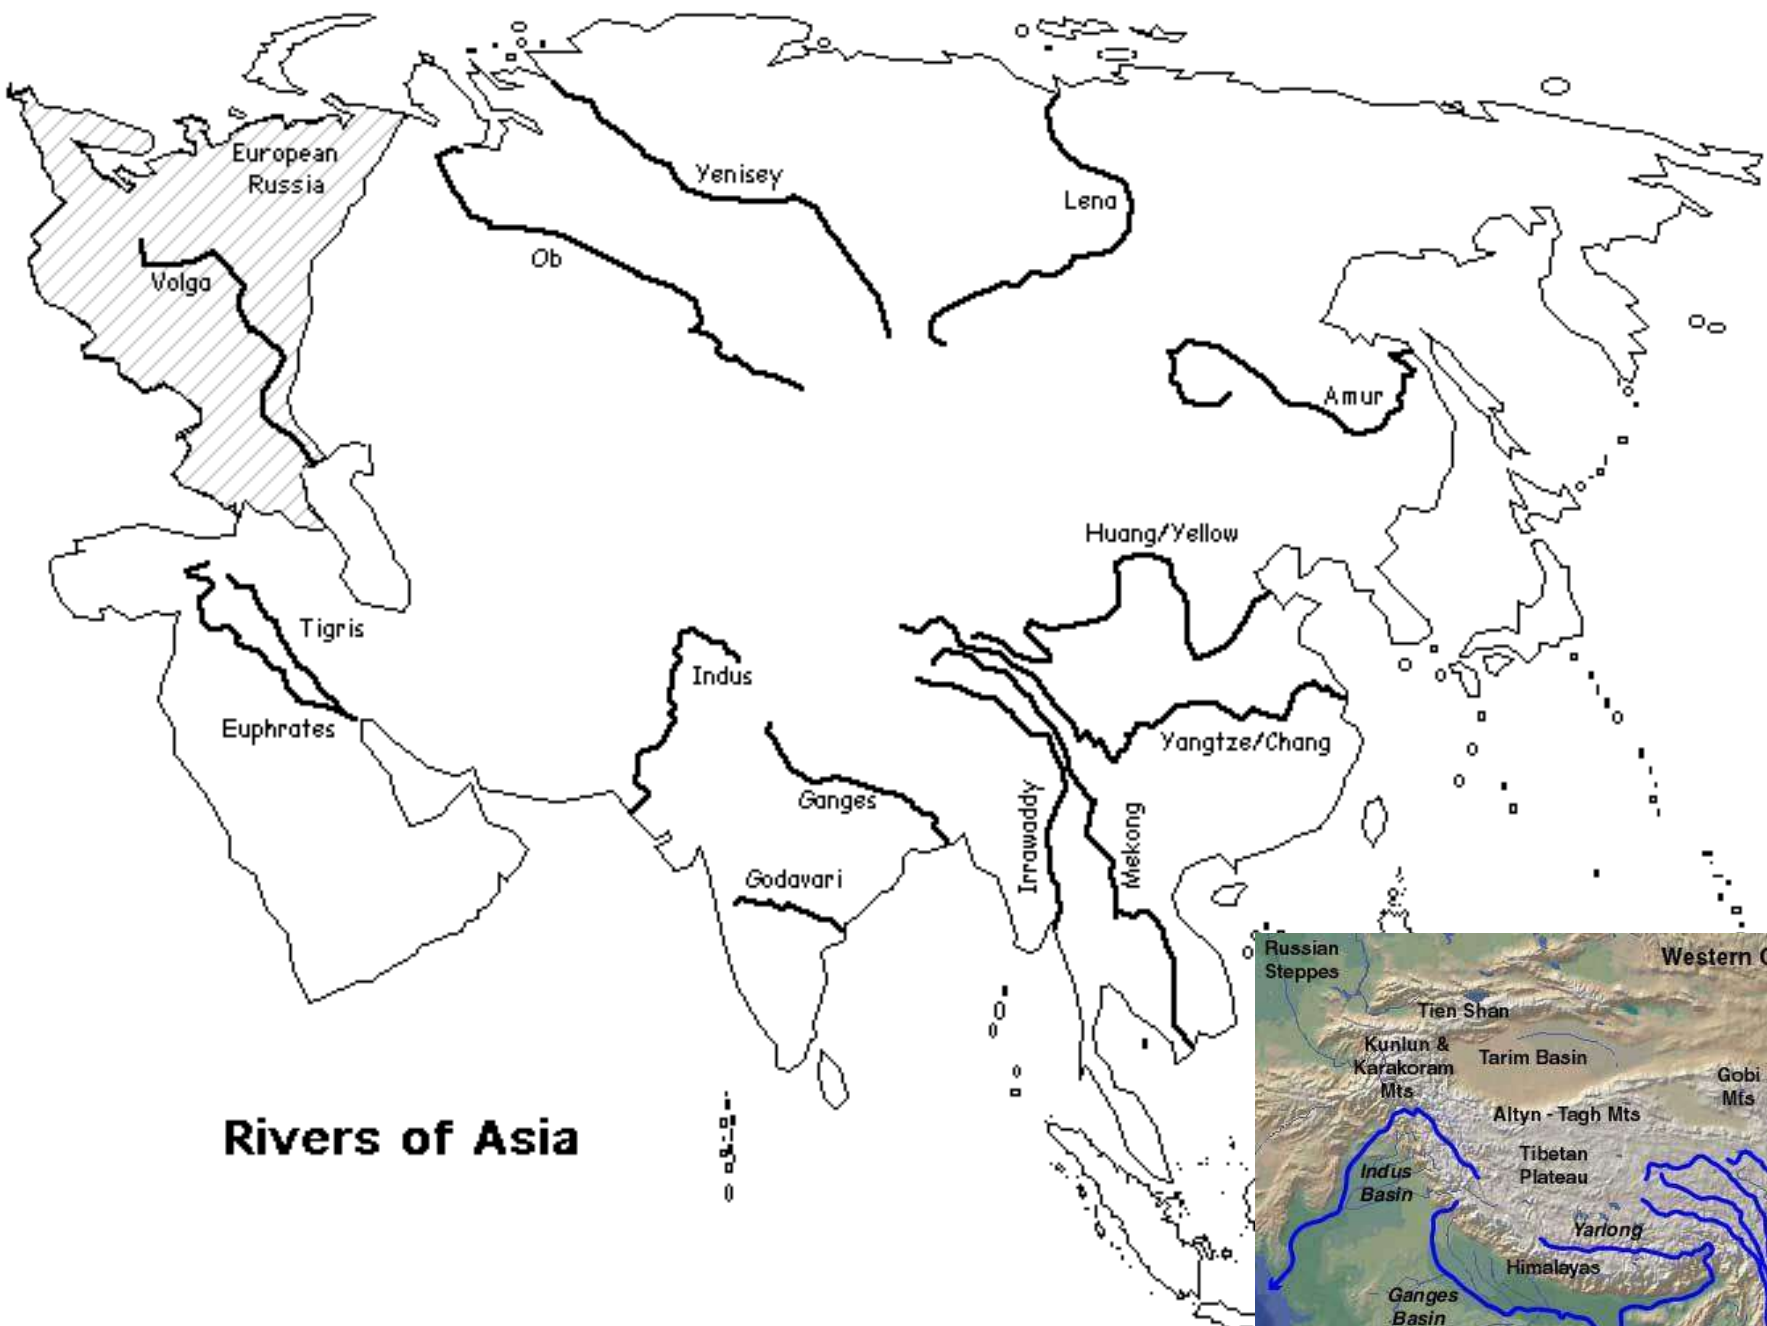 European
Russia
Yenisey
Lena
Ob
Volga
Amur
Huang/Yellow
Tigris
Indus
Euphrates
Yangtze/Chang
Ganges
Irrawaddy
Mekong
Godavari
Rivers of Asia
Russian
Steppes
Western
Tien Shan
Kunlun &
Karakoram
Mts
Tarim Basin
Gobi
Mts
Altyn - Tagh Mts
Tibetan
Plateau
Indus
Basin
Yarlong
Himalayas
Ganges
Basin